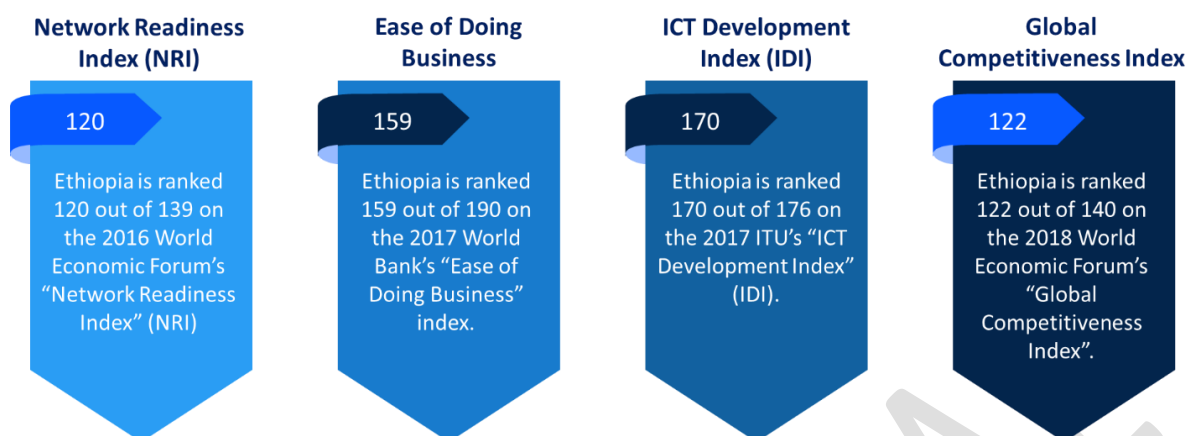 Network Readiness
Index (NRI)
120
Ethiopia is ranked
120 out of 139 on
the 2016 World
Economic Forum’s
“Network Readiness
Index” (NRI)
Ease of Doing
Business
159
Ethiopia is ranked
159 out of 190 on
the 2017 World
Bank’s “Ease of
Doing Business”
index.
ICT Development
Index (IDI)
170
Ethiopia is ranked
170 out of 176 on
the 2017 ITU’s “ICT
Development Index”
(IDI).
Global
Competitiveness Index
122
Ethiopia is ranked
122 out of 140 on
the 2018 World
Economic Forum’s
“Global
Competitiveness
Index”.